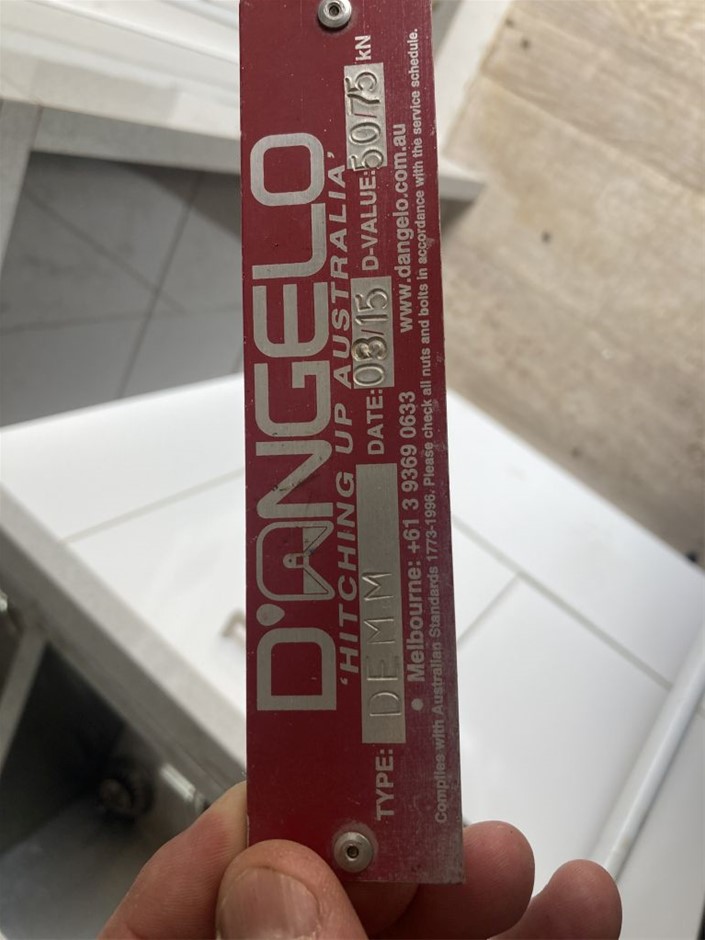 D'ANGELO
'HITCHING UP AUSTRALIA'
TYPE: DEMM DATE: 03/15 D-VALUE: 50/75 KN
• Melbourne: +61 3 9369 0633 www.dangelo.com.au
Complies with Australian Standards 1773-1996. Please check all nuts and bolts in accordance with the service schedule.